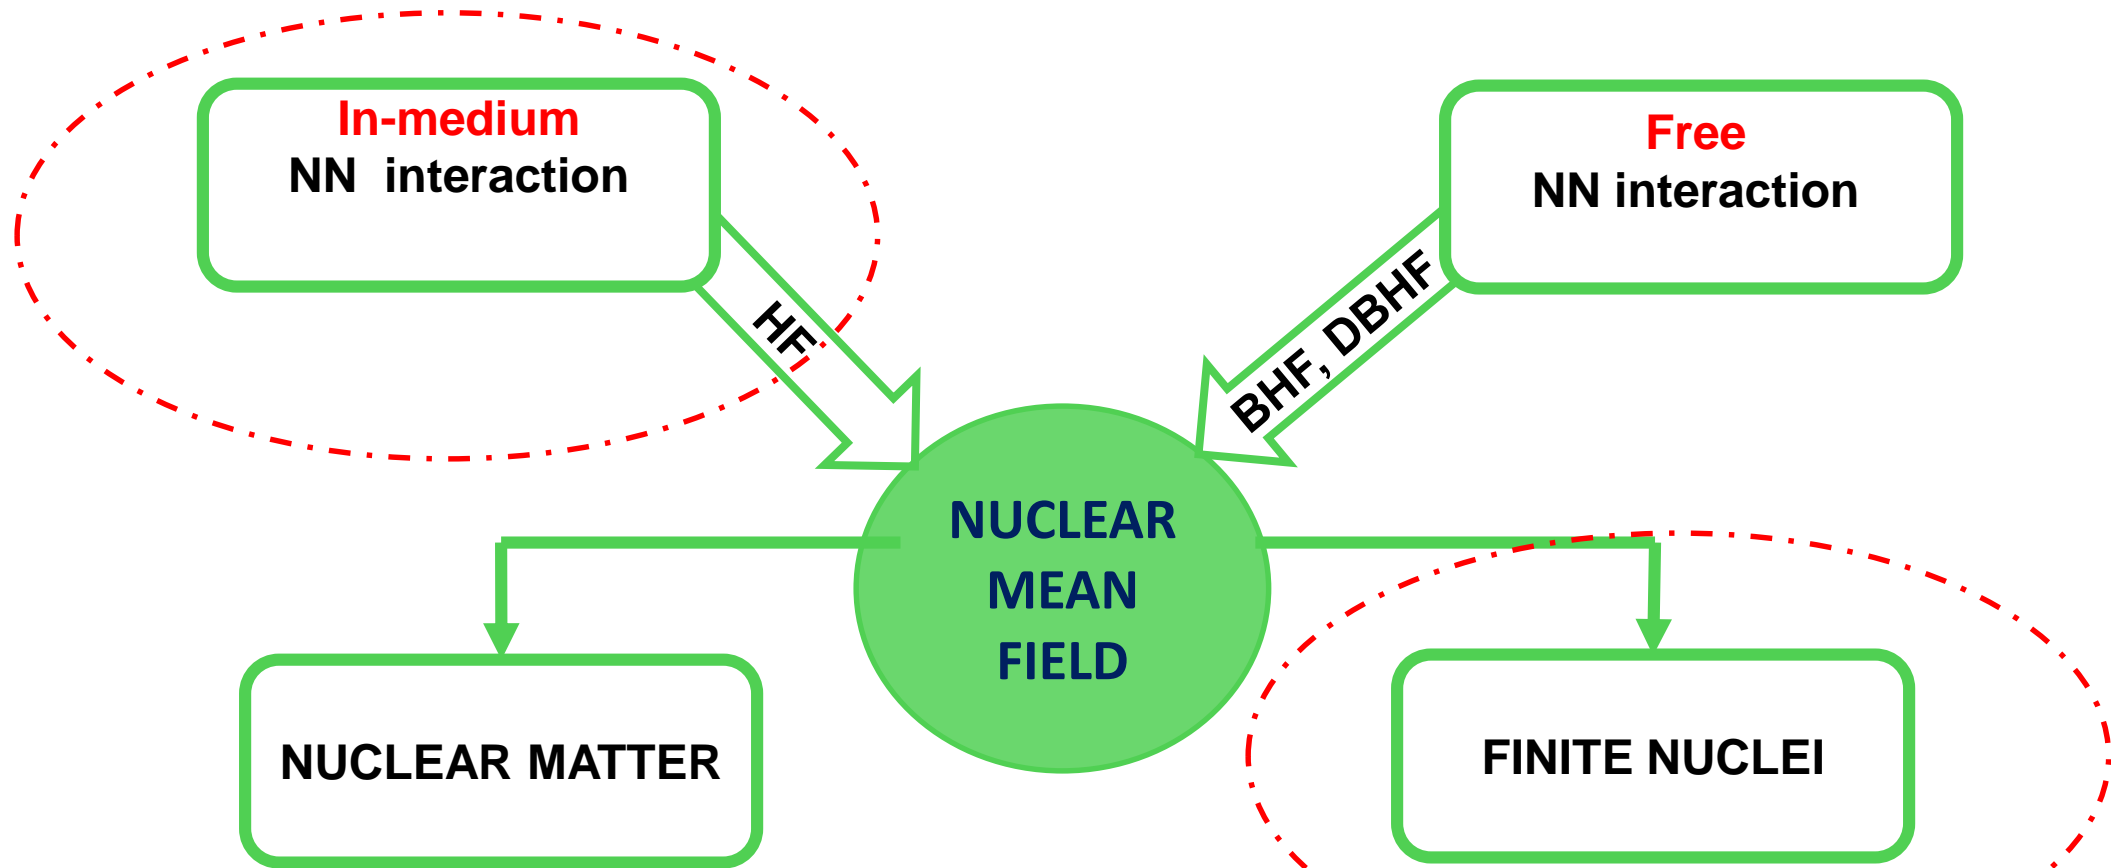 In-medium
NN interaction
Free
NN interaction
HF
BHF, DBHF
NUCLEAR
MEAN
FIELD
NUCLEAR MATTER
FINITE NUCLEI